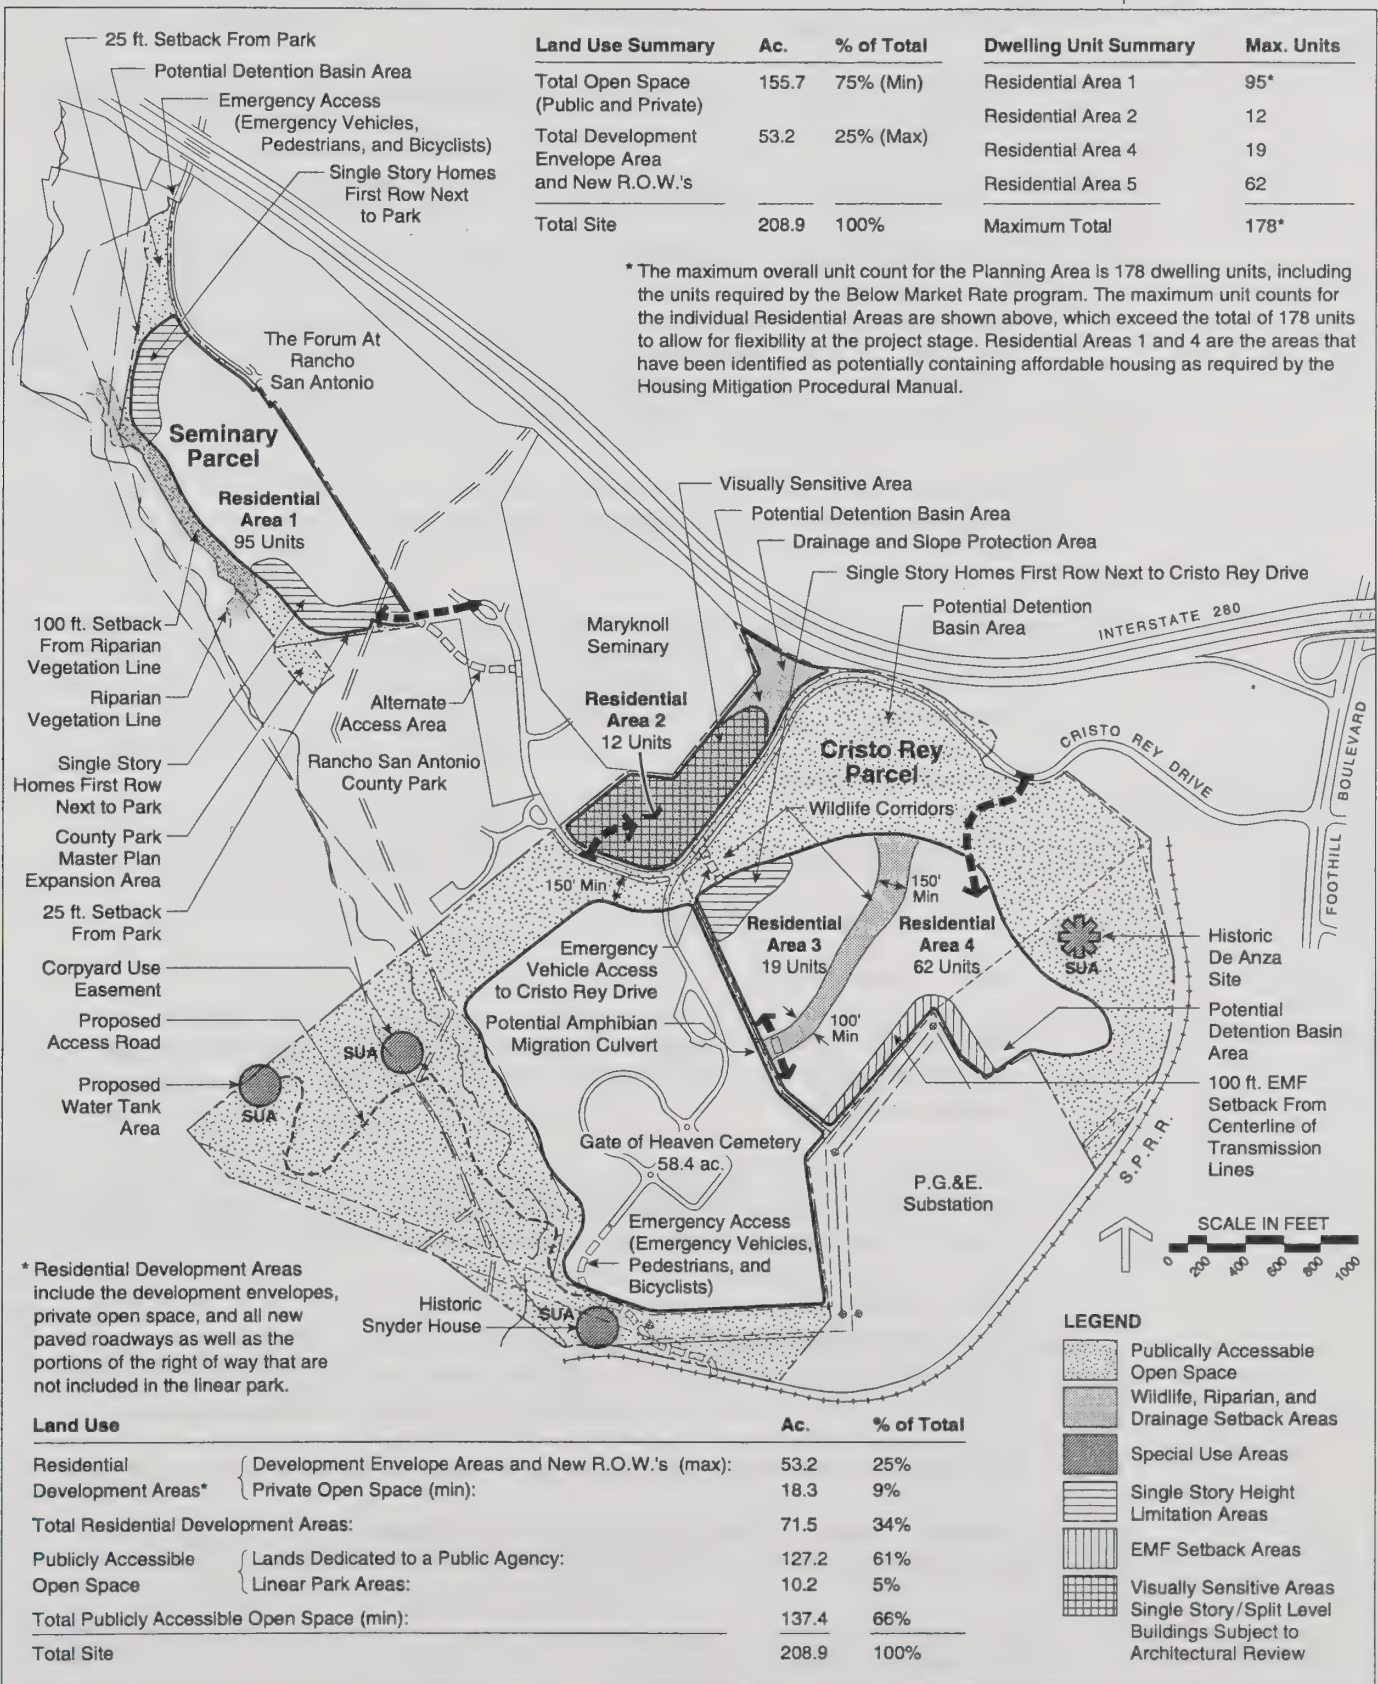 25 ft. Setback From Park
Potential Detention Basin Area
Emergency Access
(Emergency Vehicles,
Pedestrians, and Bicyclists)
Single Story Homes
First Row Next
to Park
Land Use Summary Ac. % of Total
Total Open Space 155.7 75% (Min)
(Public and Private)
Total Development 53.2 25% (Max)
Envelope Area
and New R.O.W.'s
Total Site 208.9 100%
Dwelling Unit Summary Max. Units
Residential Area 1 95*
Residential Area 2 12
Residential Area 4 19
Residential Area 5 62
Maximum Total 178*
* The maximum overall unit count for the Planning Area is 178 dwelling units, including
the units required by the Below Market Rate program. The maximum unit counts for
the individual Residential Areas are shown above, which exceed the total of 178 units
to allow for flexibility at the project stage. Residential Areas 1 and 4 are the areas that
have been identified as potentially containing affordable housing as required by the
Housing Mitigation Procedural Manual.
The Forum At
Rancho
San Antonio
Seminary
Parcel
Residential
Area 1
95 Units
Visually Sensitive Area
Potential Detention Basin Area
Drainage and Slope Protection Area
Single Story Homes First Row Next to Cristo Rey Drive
Potential Detention
Basin Area
INTERSTATE 280
FOOTHILL BOULEVARD
CRISTO REY DRIVE
100 ft. Setback
From Riparian
Vegetation Line
Riparian
Vegetation Line
Single Story
Homes First Row
Next to Park
County Park
Master Plan
Expansion Area
25 ft. Setback
From Park
Corpyard Use
Easement
Proposed
Access Road
Proposed
Water Tank
Area
Alternate
Access Area
Rancho San Antonio
County Park
Maryknoll
Seminary
Residential
Area 2
12 Units
Cristo Rey
Parcel
Wildlife Corridors
150' Min
150'
Min
Residential
Area 3
19 Units
Residential
Area 4
62 Units
100'
Min
SUA
Historic
De Anza
Site
Potential
Detention Basin
Area
100 ft. EMF
Setback From
Centerline of
Transmission
Lines
Emergency
Vehicle Access
to Cristo Rey Drive
Potential Amphibian
Migration Culvert
SUA
SUA
Gate of Heaven Cemetery
58.4 ac.
P.G.&E.
Substation
S.P.R.R.
Emergency Access
(Emergency Vehicles,
Pedestrians, and
Bicyclists)
Historic
Snyder House
SUA
SCALE IN FEET
0 200 400 600 800 1000
* Residential Development Areas
include the development envelopes,
private open space, and all new
paved roadways as well as the
portions of the right of way that are
not included in the linear park.
LEGEND
Publically Accessable
Open Space
Wildlife, Riparian, and
Drainage Setback Areas
Special Use Areas
Single Story Height
Limitation Areas
EMF Setback Areas
Visually Sensitive Areas
Single Story/Split Level
Buildings Subject to
Architectural Review
Land Use Ac. % of Total
Residential Development Envelope Areas and New R.O.W.'s (max): 53.2 25%
Development Areas* Private Open Space (min): 18.3 9%
Total Residential Development Areas: 71.5 34%
Publicly Accessible Lands Dedicated to a Public Agency: 127.2 61%
Open Space Linear Park Areas: 10.2 5%
Total Publicly Accessible Open Space (min): 137.4 66%
Total Site 208.9 100%